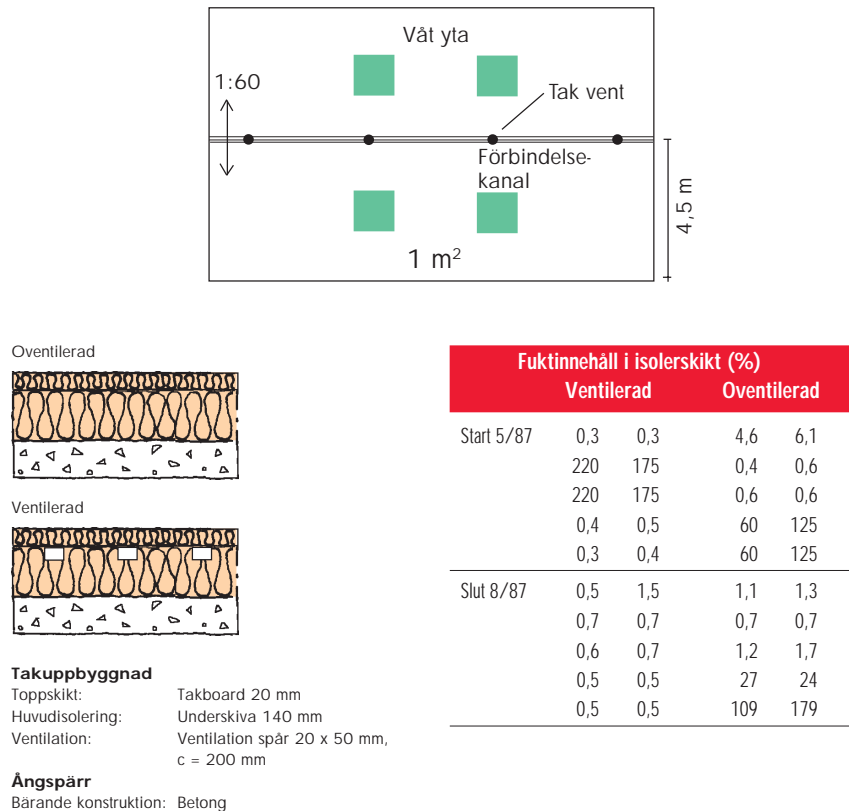 Våt yta
1:60
Tak vent
Förbindelse-
kanal
4,5 m
1 m²
Oventilerad
Ventilerad
Takuppbyggnad
Toppskikt: Takboard 20 mm
Huvudisolering: Underskiva 140 mm
Ventilation: Ventilation spår 20 x 50 mm,
c = 200 mm
Ångspärr
Bärande konstruktion: Betong
Fuktinnehåll i isolerskikt (%)
Ventilerad Oventilerad
Start 5/87 0,3 0,3 4,6 6,1
220 175 0,4 0,6
220 175 0,6 0,6
0,4 0,5 60 125
0,3 0,4 60 125
Slut 8/87 0,5 1,5 1,1 1,3
0,7 0,7 0,7 0,7
0,6 0,7 1,2 1,7
0,5 0,5 27 24
0,5 0,5 109 179